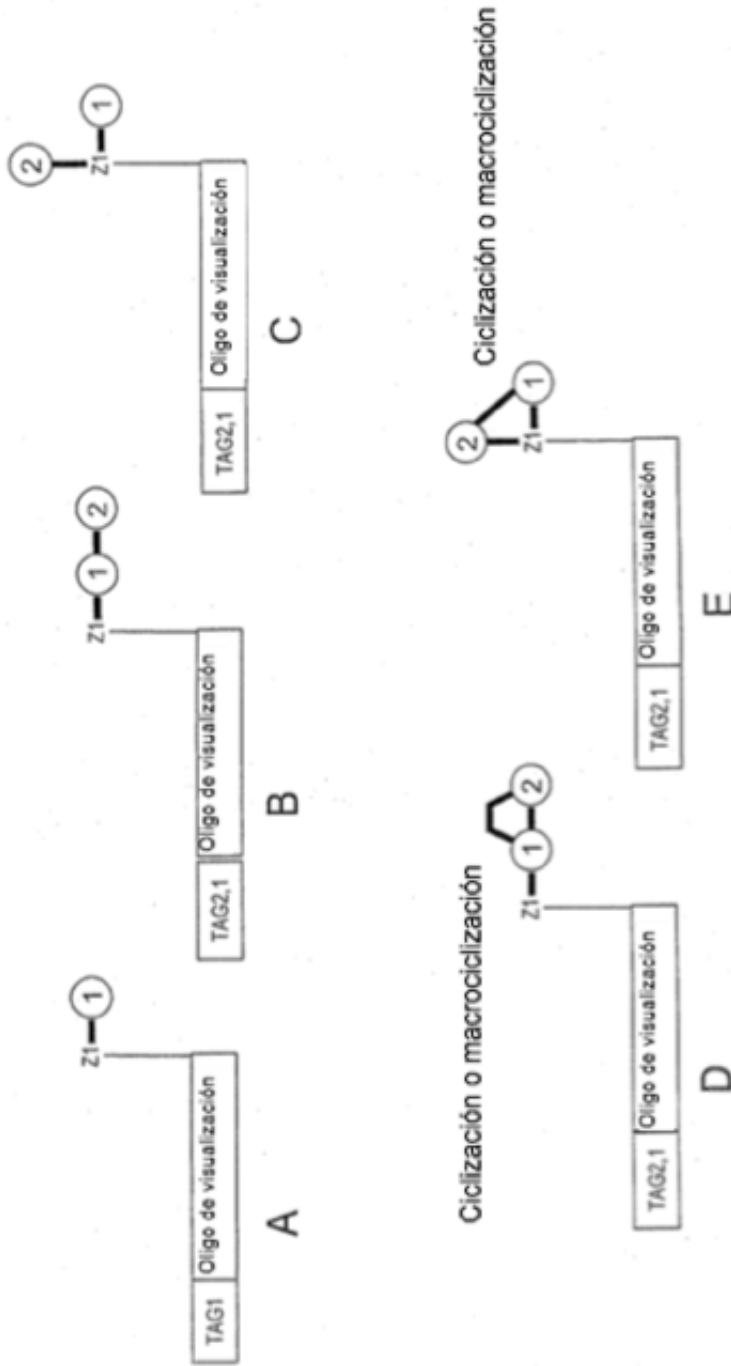 Z1 1
TAG1 Oligo de visualización
A
Z1 1 2
TAG2,1 Oligo de visualización
B
2
Z1 1
TAG2,1 Oligo de visualización
C
Ciclización o macrociclización
Z1 1 2
TAG2,1 Oligo de visualización
D
Ciclización o macrociclización
2
Z1 1
TAG2,1 Oligo de visualización
E